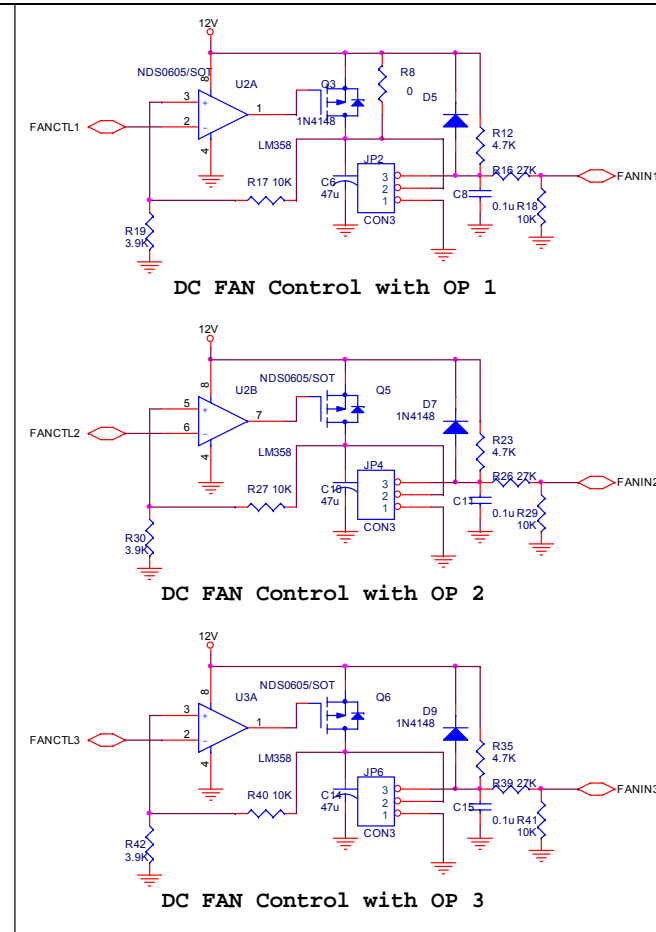 12V
NDS0605/SOT
U2A
Q3
R8
0
D5
8
3
2
1
4
+
-
FANCTL1
1N4148
LM358
JP2
R12
4.7K
R16 27K
FANIN1
R17 10K
C6
47u
3
2
1
CON3
C8
0.1u
R18
10K
R19
3.9K
DC FAN Control with OP 1
12V
NDS0605/SOT
U2B
Q5
D7
1N4148
8
5
6
7
4
+
-
FANCTL2
LM358
JP4
R23
4.7K
R26 27K
FANIN2
R27 10K
C10
47u
3
2
1
CON3
C11
0.1u
R29
10K
R30
3.9K
DC FAN Control with OP 2
12V
NDS0605/SOT
U3A
Q6
D9
1N4148
8
3
2
1
4
+
-
FANCTL3
LM358
JP6
R35
4.7K
R39 27K
FANIN3
R40 10K
C14
47u
3
2
1
CON3
C15
0.1u
R41
10K
R42
3.9K
DC FAN Control with OP 3